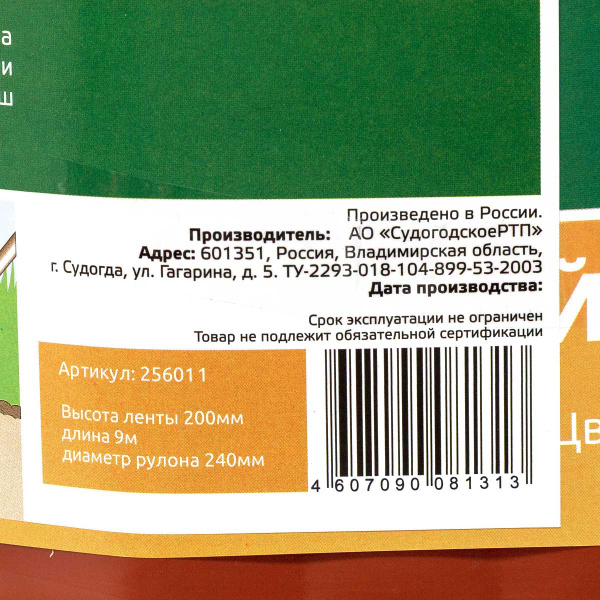 а
и
ш
Произведено в России.
Производитель: АО «СудогодскоеРТП»
Адрес: 601351, Россия, Владимирская область,
г. Судогда, ул. Гагарина, д. 5. ТУ-2293-018-104-899-53-2003
Дата производства:
Срок эксплуатации не ограничен
Товар не подлежит обязательной сертификации
й
Артикул: 256011
Высота ленты 200мм
длина 9м
диаметр рулона 240мм
Цв
4 607090 081313